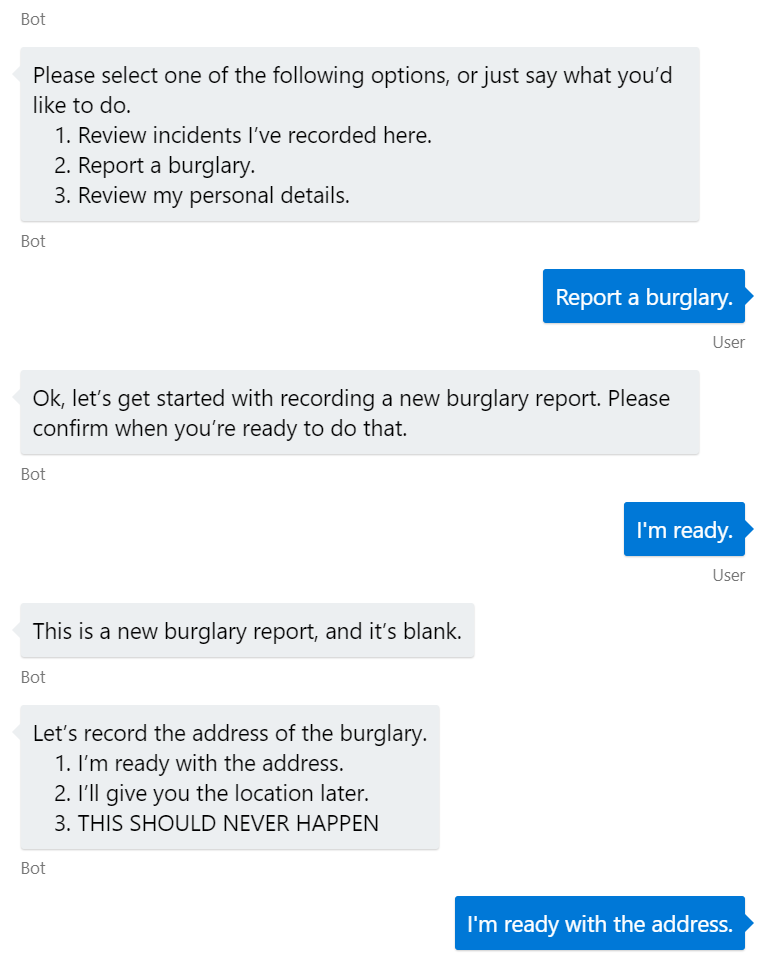 Bot
Please select one of the following options, or just say what you’d
like to do.
1. Review incidents I’ve recorded here.
2. Report a burglary.
3. Review my personal details.
Bot
Report a burglary.
User
Ok, let’s get started with recording a new burglary report. Please
confirm when you’re ready to do that.
Bot
I'm ready.
User
This is a new burglary report, and it’s blank.
Bot
Let’s record the address of the burglary.
1. I’m ready with the address.
2. I’ll give you the location later.
3. THIS SHOULD NEVER HAPPEN
Bot
I'm ready with the address.